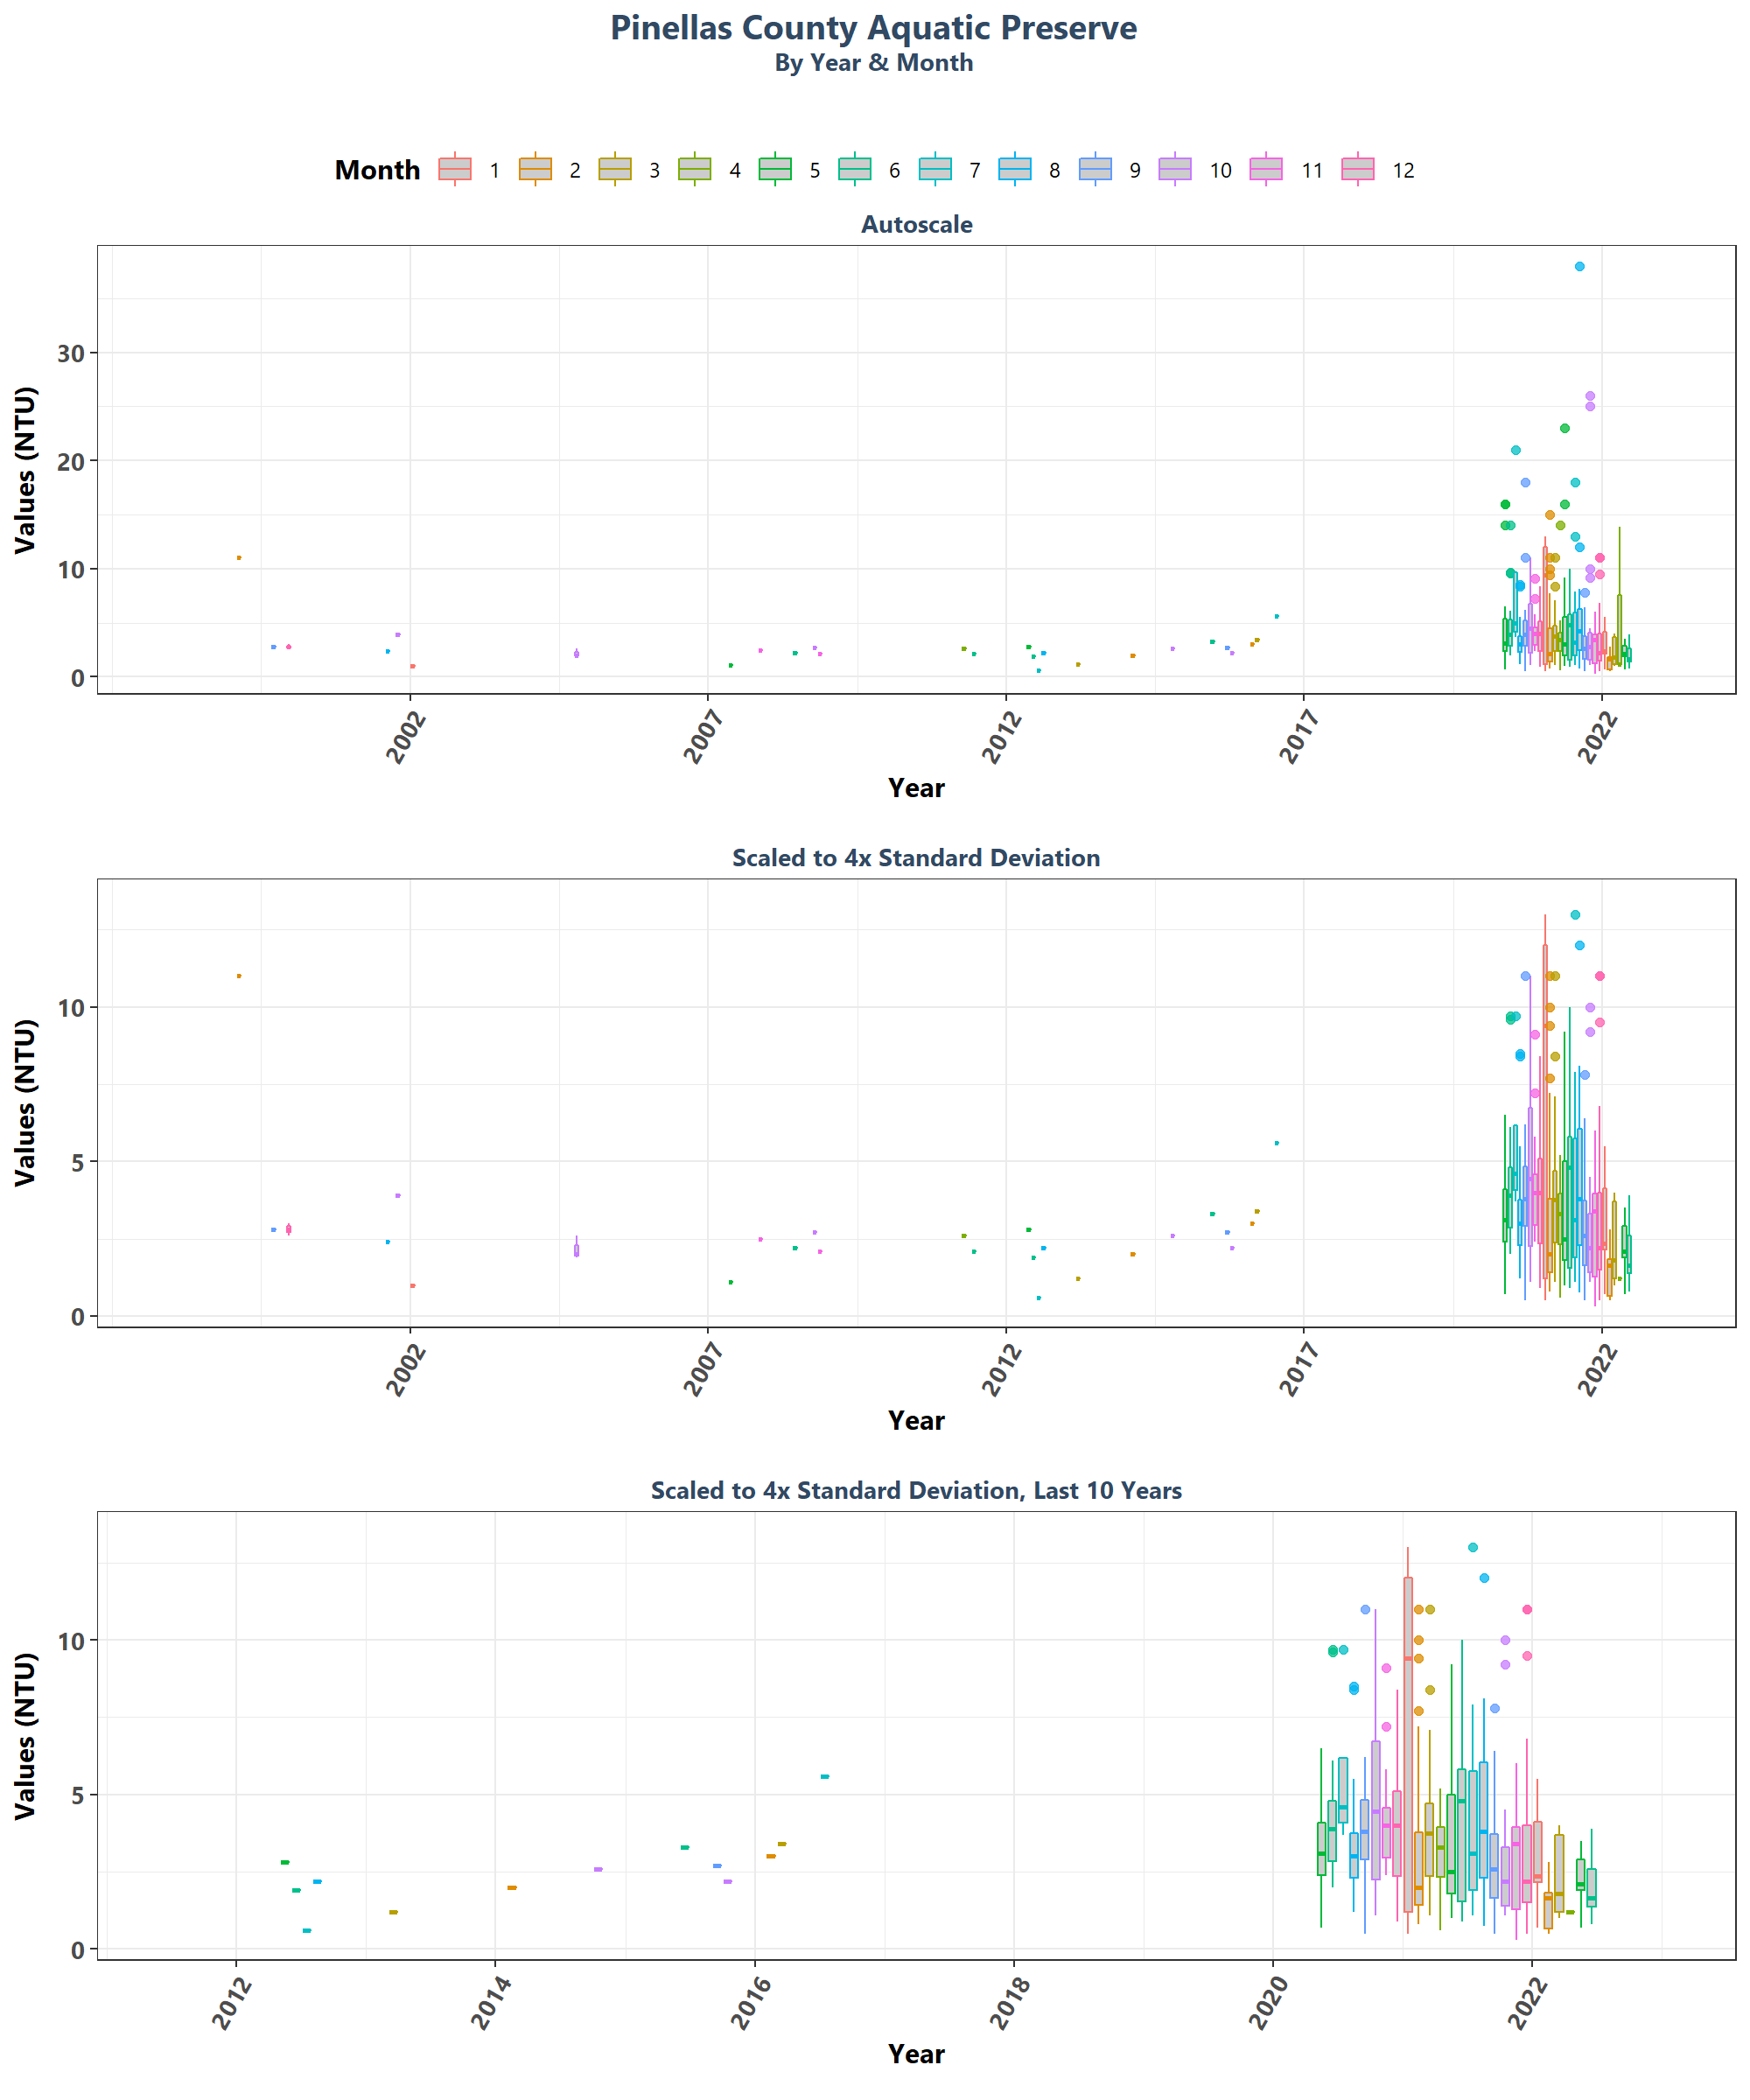 Pinellas County Aquatic Preserve
By Year & Month
Month 1 2 3 4 5 6 7 8 9 10 11 12
Autoscale
Values (NTU)
30
20
10
0
2002 2007 2012 2017 2022
Year
Scaled to 4x Standard Deviation
Values (NTU)
10
5
0
2002 2007 2012 2017 2022
Year
Scaled to 4x Standard Deviation, Last 10 Years
Values (NTU)
10
5
0
2012 2014 2016 2018 2020 2022
Year